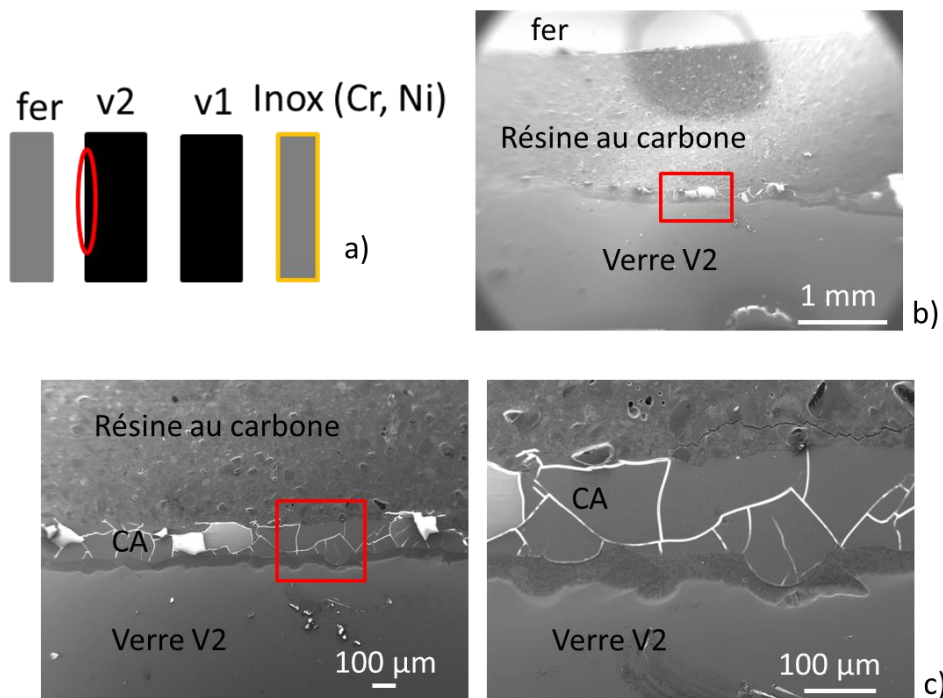 fer
v2
v1
Inox (Cr, Ni)
a)
fer
Résine au carbone
Verre V2
1 mm
b)
Résine au carbone
CA
Verre V2
100 µm
CA
Verre V2
100 µm
c)